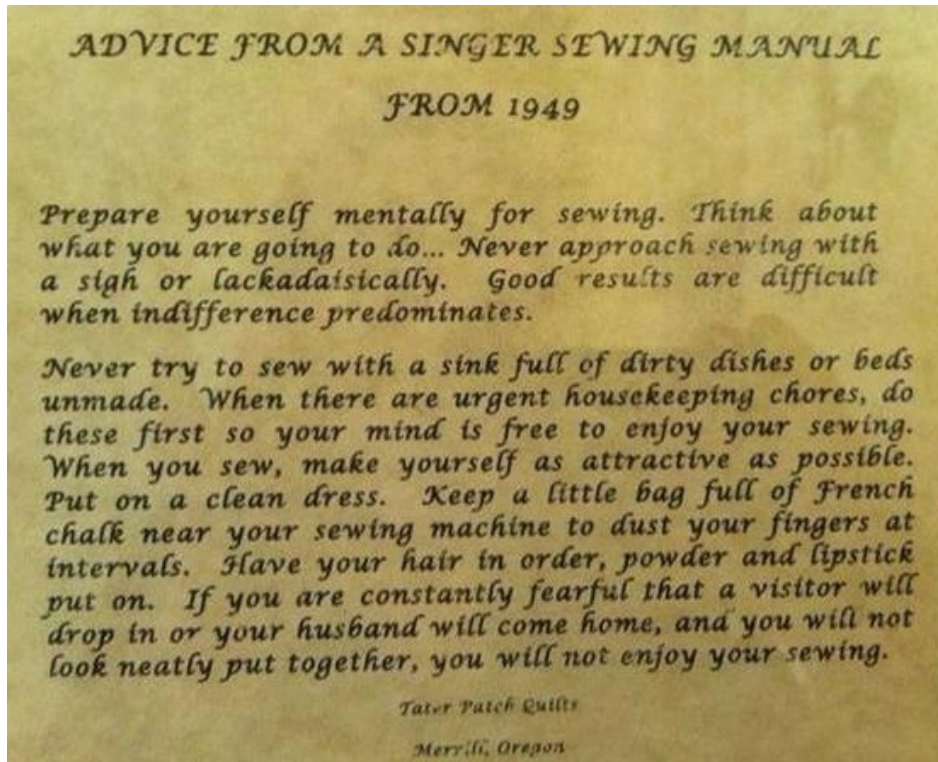 ADVICE FROM A SINGER SEWING MANUAL
FROM 1949
Prepare yourself mentally for sewing. Think about
what you are going to do... Never approach sewing with
a sigh or lackadaisically. Good results are difficult
when indifference predominates.
Never try to sew with a sink full of dirty dishes or beds
unmade. When there are urgent housekeeping chores, do
these first so your mind is free to enjoy your sewing.
When you sew, make yourself as attractive as possible.
Put on a clean dress. Keep a little bag full of French
chalk near your sewing machine to dust your fingers at
intervals. Have your hair in order, powder and lipstick
put on. If you are constantly fearful that a visitor will
drop in or your husband will come home, and you will not
look neatly put together, you will not enjoy your sewing.
Tater Patch Quilts
Merrill, Oregon